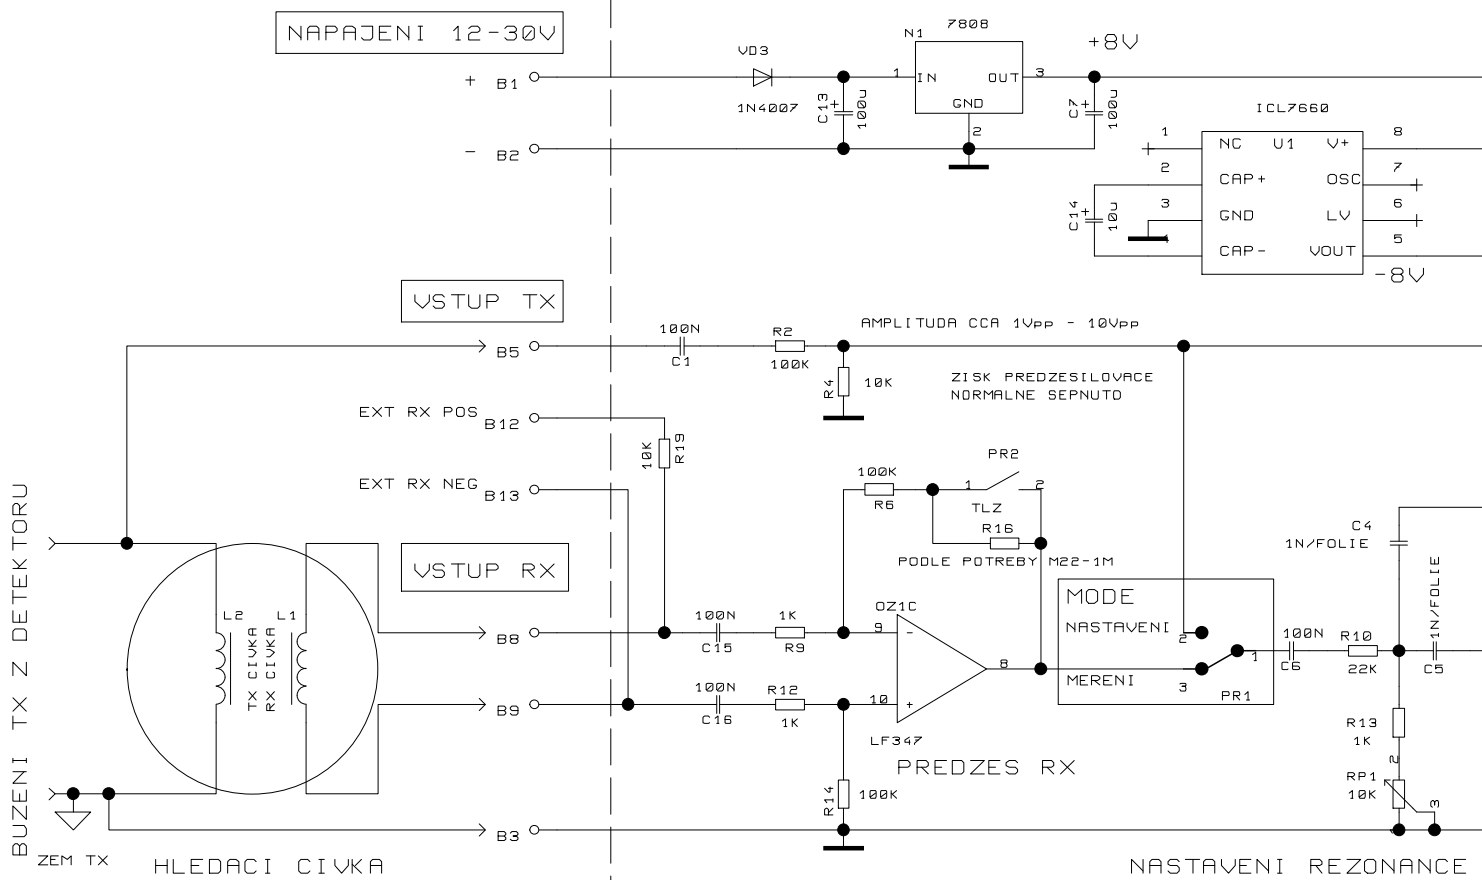 NAPAJENI 12-30V
+ B1
VD3
1N4007
C13
100u
N1
7808
1 IN
OUT 3
GND
2
+8V
C7
100u
- B2
ICL7660
1 NC U1 V+ 8
2 CAP+ OSC 7
3 GND LV 6
4 CAP- VOUT 5
C14
10u
-8V
VSTUP TX
B5
100N
C1
R2
100K
R4
10K
AMPLITUDA CCA 1Vpp - 10Vpp
ZISK PREDZESILOVACE
NORMALNE SEPNUTO
EXT RX POS B12
10K
R19
EXT RX NEG B13
100K
R6
PR2
1
2
TLZ
R16
PODLE POTREBY M22-1M
VSTUP RX
B8
100N
C15
1K
R9
OZ1C
9 -
10 +
8
LF347
PREDZES RX
B9
100N
C16
R12
1K
R14
100K
B3
MODE
NASTAVENI
2
MERENI
3
1
PR1
100N
C6
R10
22K
C4
1N/FOLIE
1N/FOLIE
C5
R13
1K
2
RP1
10K
3
NASTAVENI REZONANCE
BUZENI TX Z DETEKTORU
L2
TX CIVKA
RX CIVKA
L1
ZEM TX
HLEDACI CIVKA